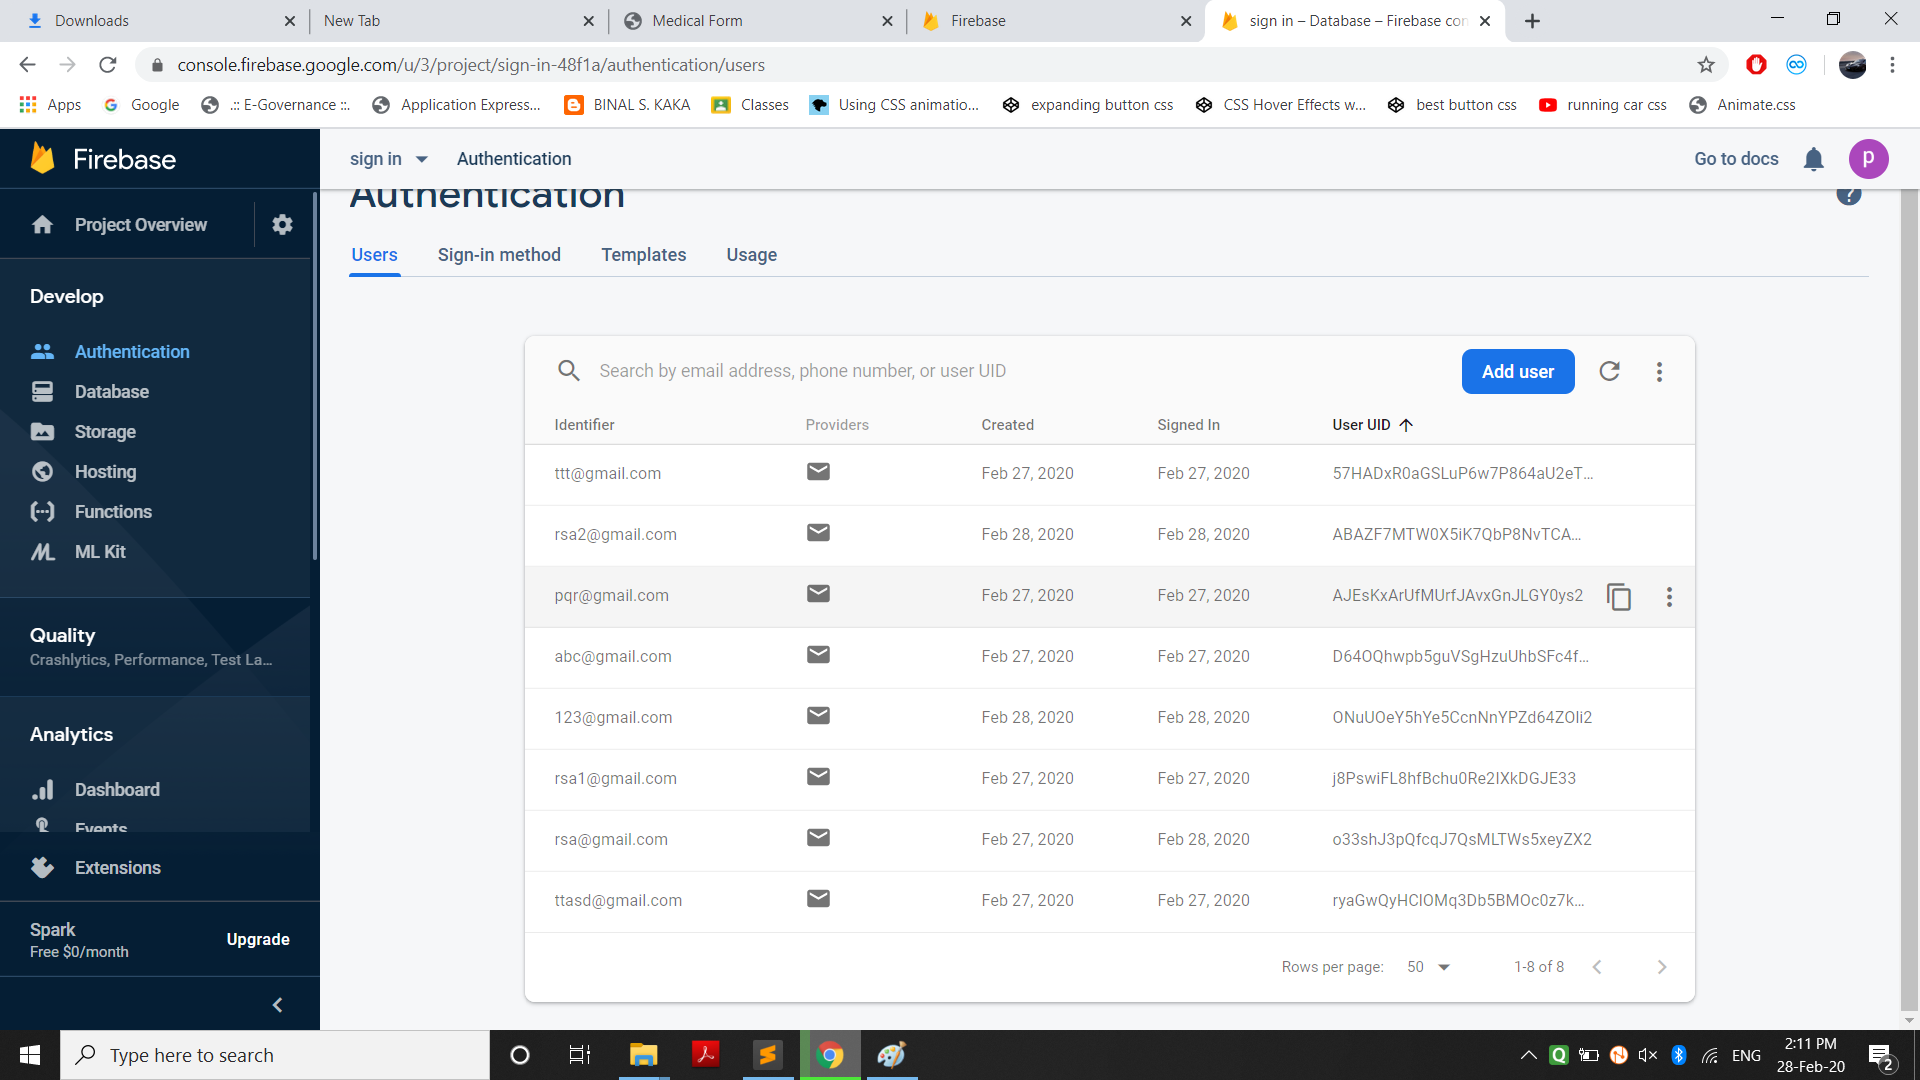 Downloads
New Tab
Medical Form
Firebase
sign in – Database – Firebase con
console.firebase.google.com/u/3/project/sign-in-48f1a/authentication/users
Apps
Google
.:: E-Governance ::.
Application Express...
BINAL S. KAKA
Classes
Using CSS animatio...
expanding button css
CSS Hover Effects w...
best button css
running car css
Animate.css
Firebase
sign in
Authentication
Go to docs
p
Project Overview
Authentication
?
Users
Sign-in method
Templates
Usage
Develop
Authentication
Database
Storage
Hosting
Functions
ML Kit
Quality
Crashlytics, Performance, Test La...
Analytics
Dashboard
Events
Extensions
Spark
Free $0/month
Upgrade
Search by email address, phone number, or user UID
Add user
Identifier Providers Created Signed In User UID
ttt@gmail.com Feb 27, 2020 Feb 27, 2020 57HADxR0aGSLuP6w7P864aU2eT...
rsa2@gmail.com Feb 28, 2020 Feb 28, 2020 ABAZF7MTW0X5iK7QbP8NvTCA...
pqr@gmail.com Feb 27, 2020 Feb 27, 2020 AJEsKxArUfMUrfJAvxGnJLGY0ys2
abc@gmail.com Feb 27, 2020 Feb 27, 2020 D64OQhwpb5guVSgHzuUhbSFc4f...
123@gmail.com Feb 28, 2020 Feb 28, 2020 ONuUOeY5hYe5CcnNnYPZd64ZOIi2
rsa1@gmail.com Feb 27, 2020 Feb 27, 2020 j8PswiFL8hfBchu0Re2IXkDGJE33
rsa@gmail.com Feb 27, 2020 Feb 28, 2020 o33shJ3pQfcqJ7QsMLTWs5xeyZX2
ttasd@gmail.com Feb 27, 2020 Feb 27, 2020 ryaGwQyHClOMq3Db5BMOc0z7k...
Rows per page: 50 1-8 of 8
Type here to search
ENG
2:11 PM
28-Feb-20
2